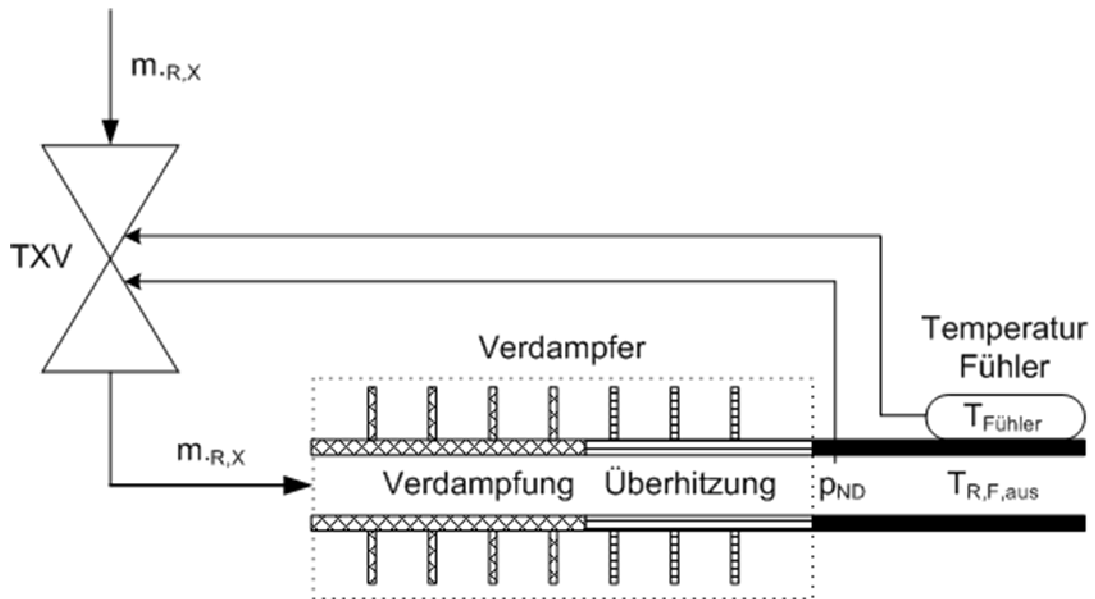 m·R,X
TXV
Verdampfer
Temperatur
Fühler
TFühler
m·R,X
Verdampfung
Überhitzung
pND
TR,F,aus